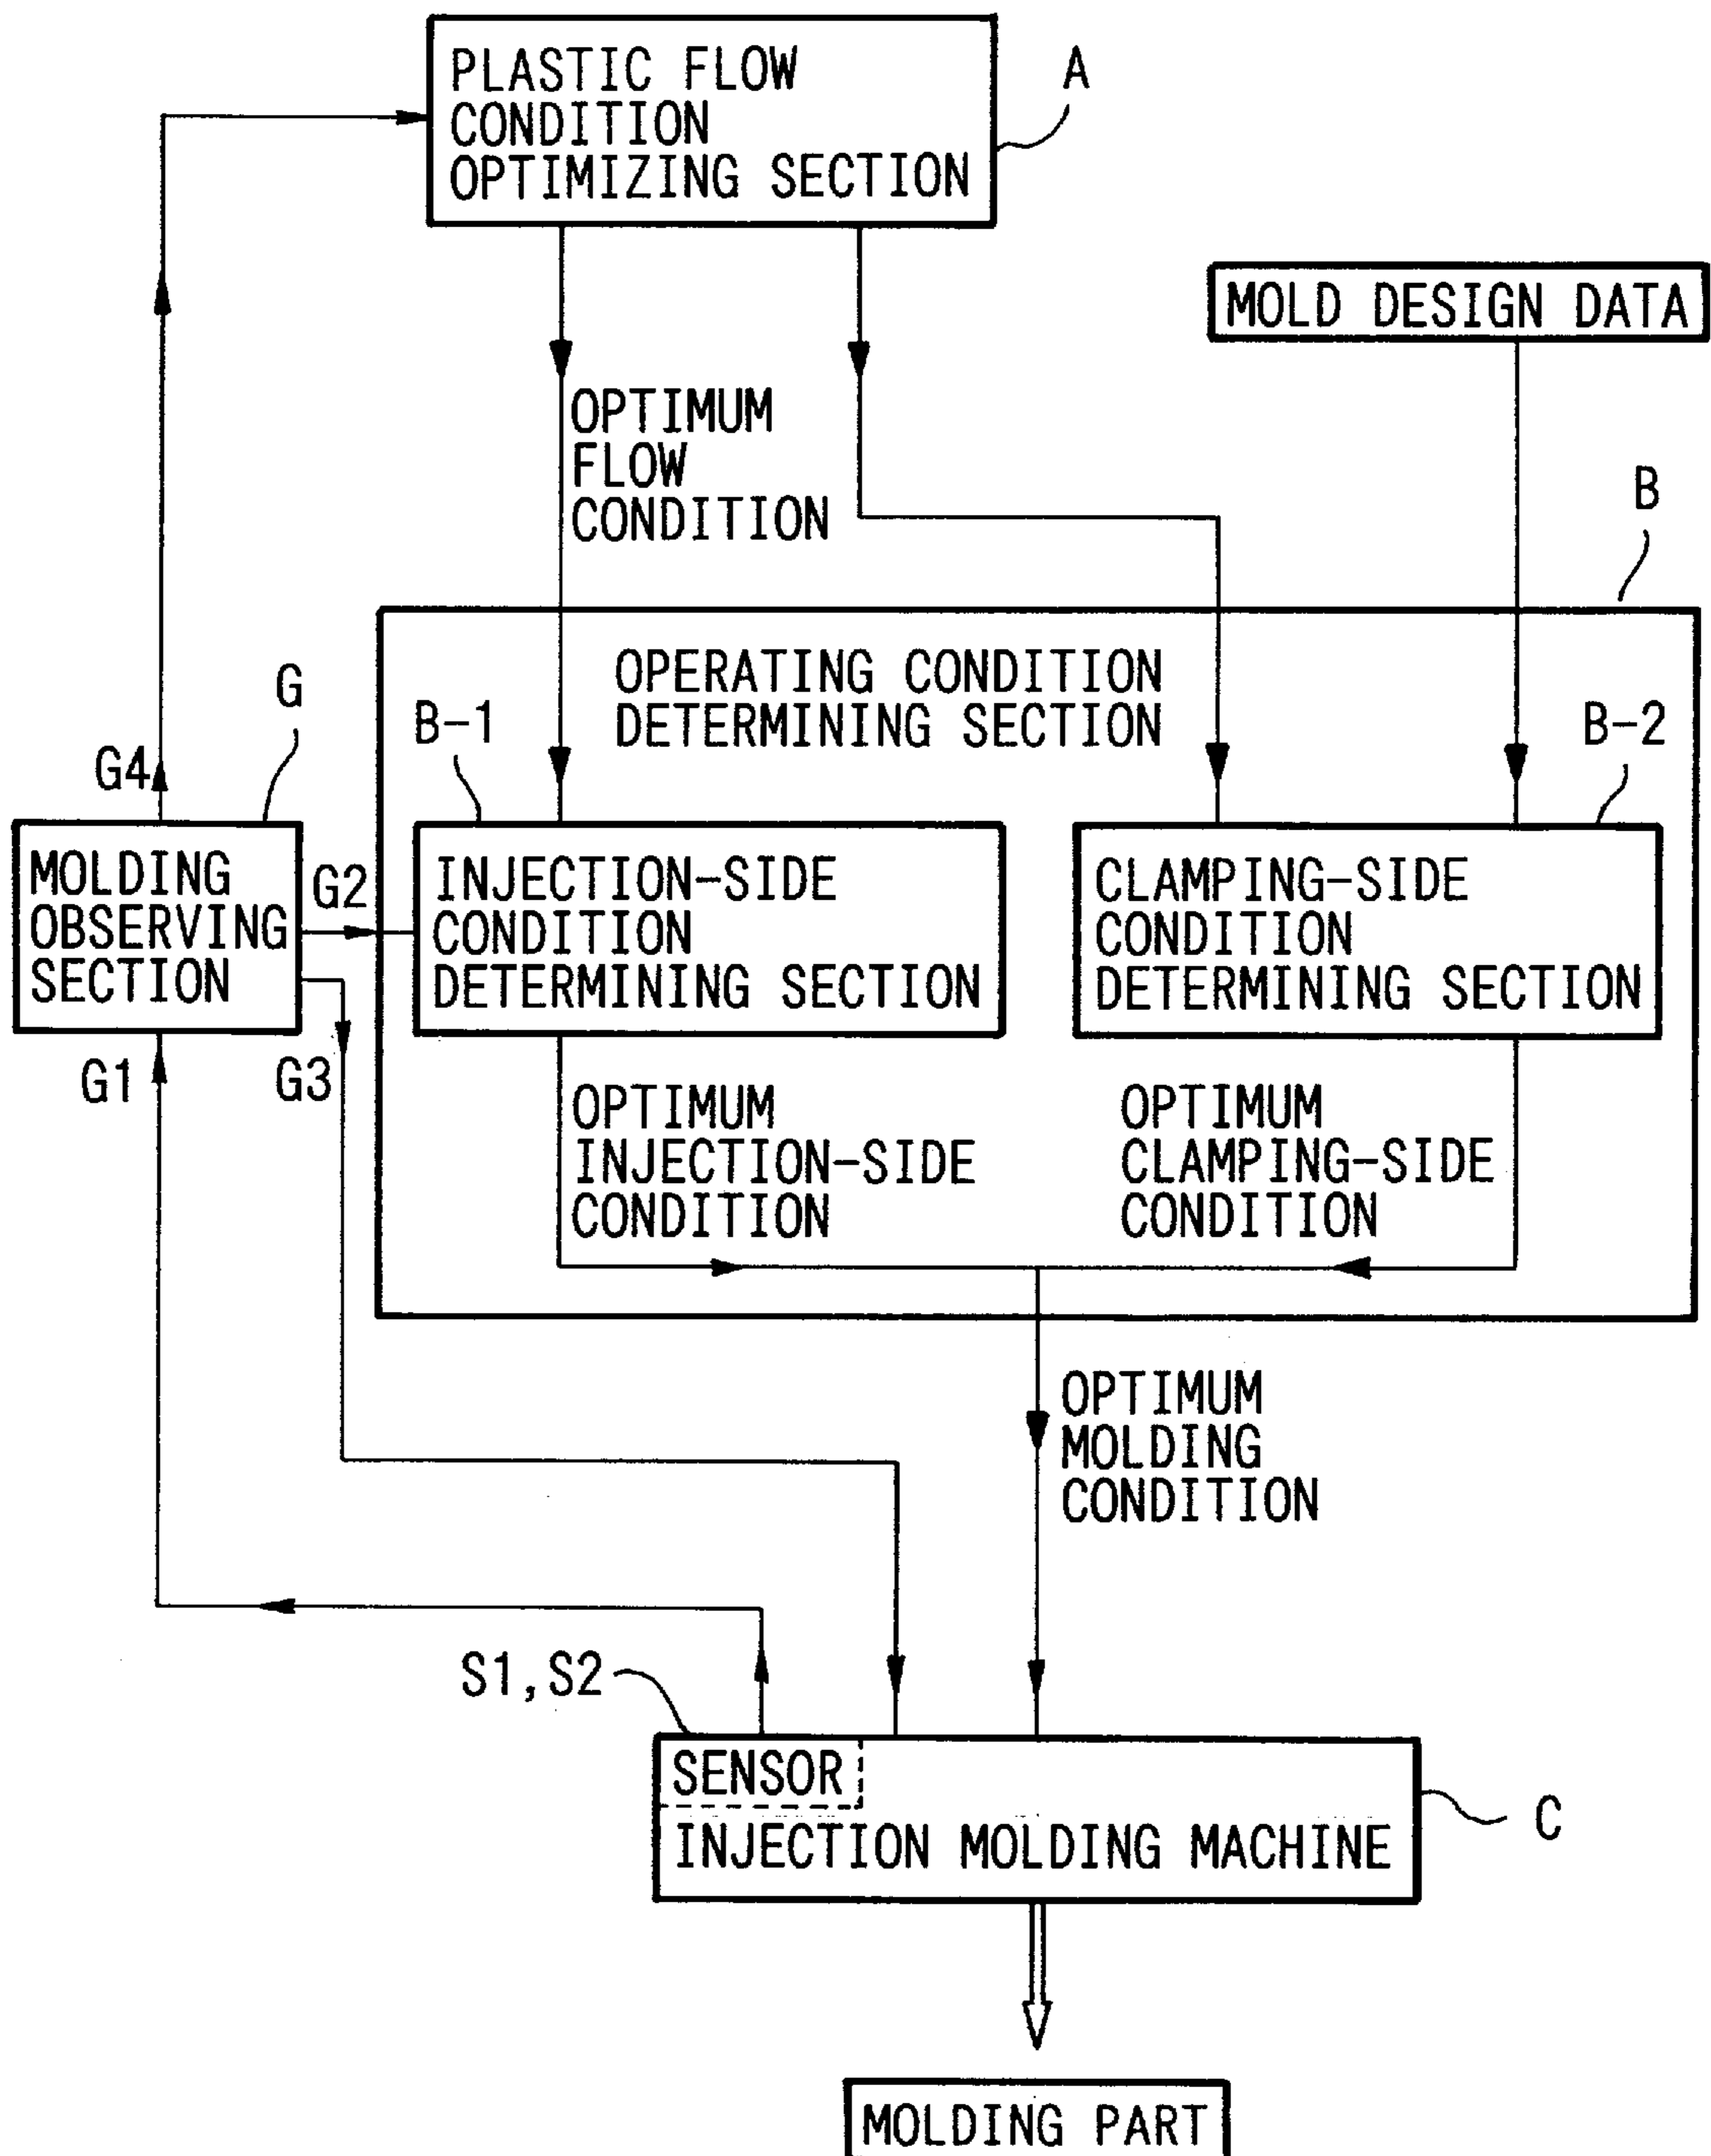 PLASTIC FLOW
CONDITION
OPTIMIZING SECTION
A
MOLD DESIGN DATA
OPTIMUM
FLOW
CONDITION
B
OPERATING CONDITION
DETERMINING SECTION
G
B-1
B-2
G4
MOLDING
OBSERVING
SECTION
G2
INJECTION-SIDE
CONDITION
DETERMINING SECTION
CLAMPING-SIDE
CONDITION
DETERMINING SECTION
G1
G3
OPTIMUM
INJECTION-SIDE
CONDITION
OPTIMUM
CLAMPING-SIDE
CONDITION
OPTIMUM
MOLDING
CONDITION
S1,S2
SENSOR
INJECTION MOLDING MACHINE
C
MOLDING PART